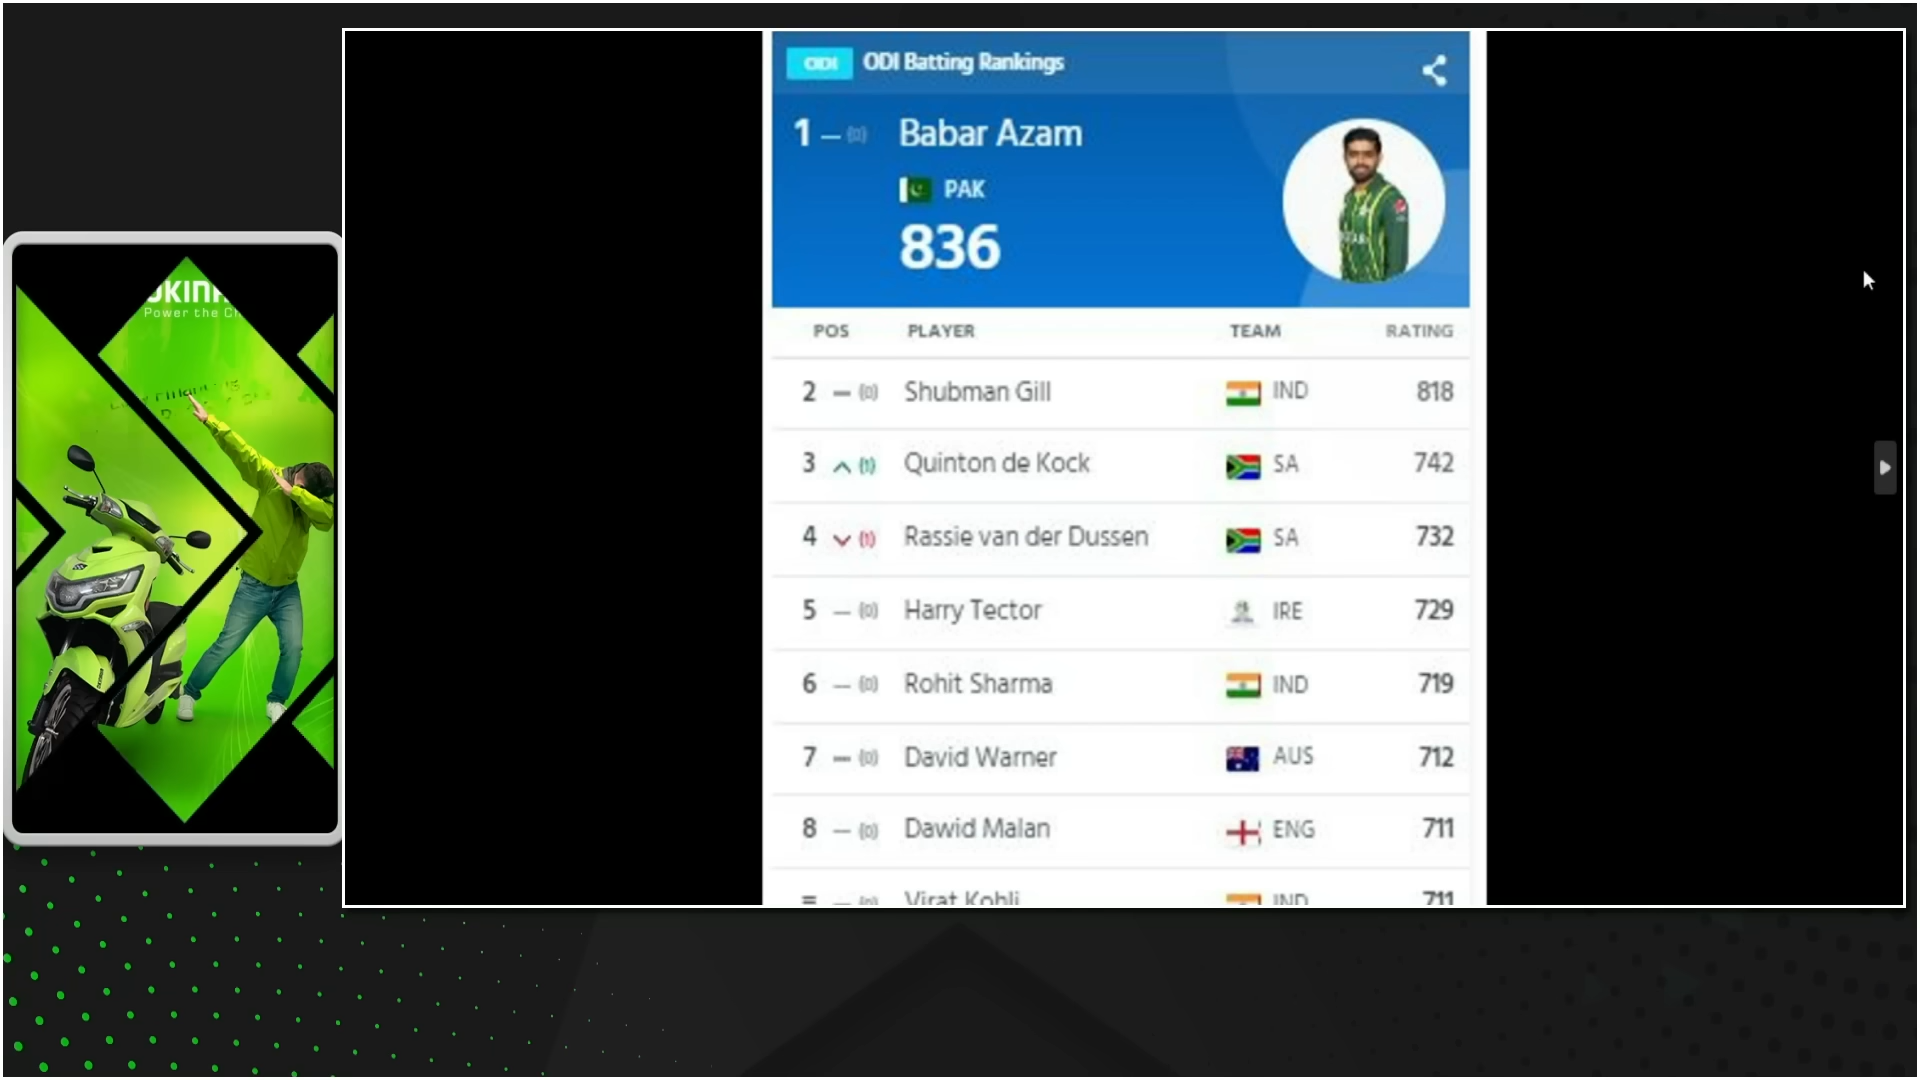 ODI ODI Batting Rankings
1 — (0) Babar Azam
PAK
836
POS PLAYER TEAM RATING
2 — (0) Shubman Gill IND 818
3 (1) Quinton de Kock SA 742
4 (1) Rassie van der Dussen SA 732
5 — (0) Harry Tector IRE 729
6 — (0) Rohit Sharma IND 719
7 — (0) David Warner AUS 712
8 — (0) Dawid Malan ENG 711
= — (0) Virat Kohli IND 711
Power the